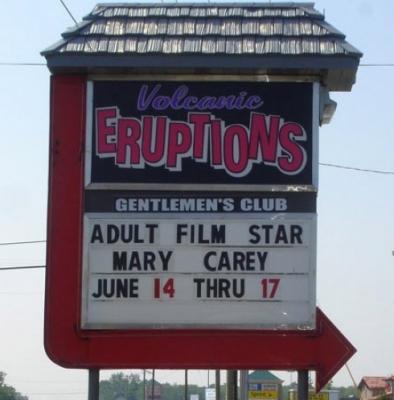 Volcanic
ERUPTIONS
GENTLEMEN'S CLUB
ADULT FILM STAR
MARY CAREY
JUNE 14 THRU 17